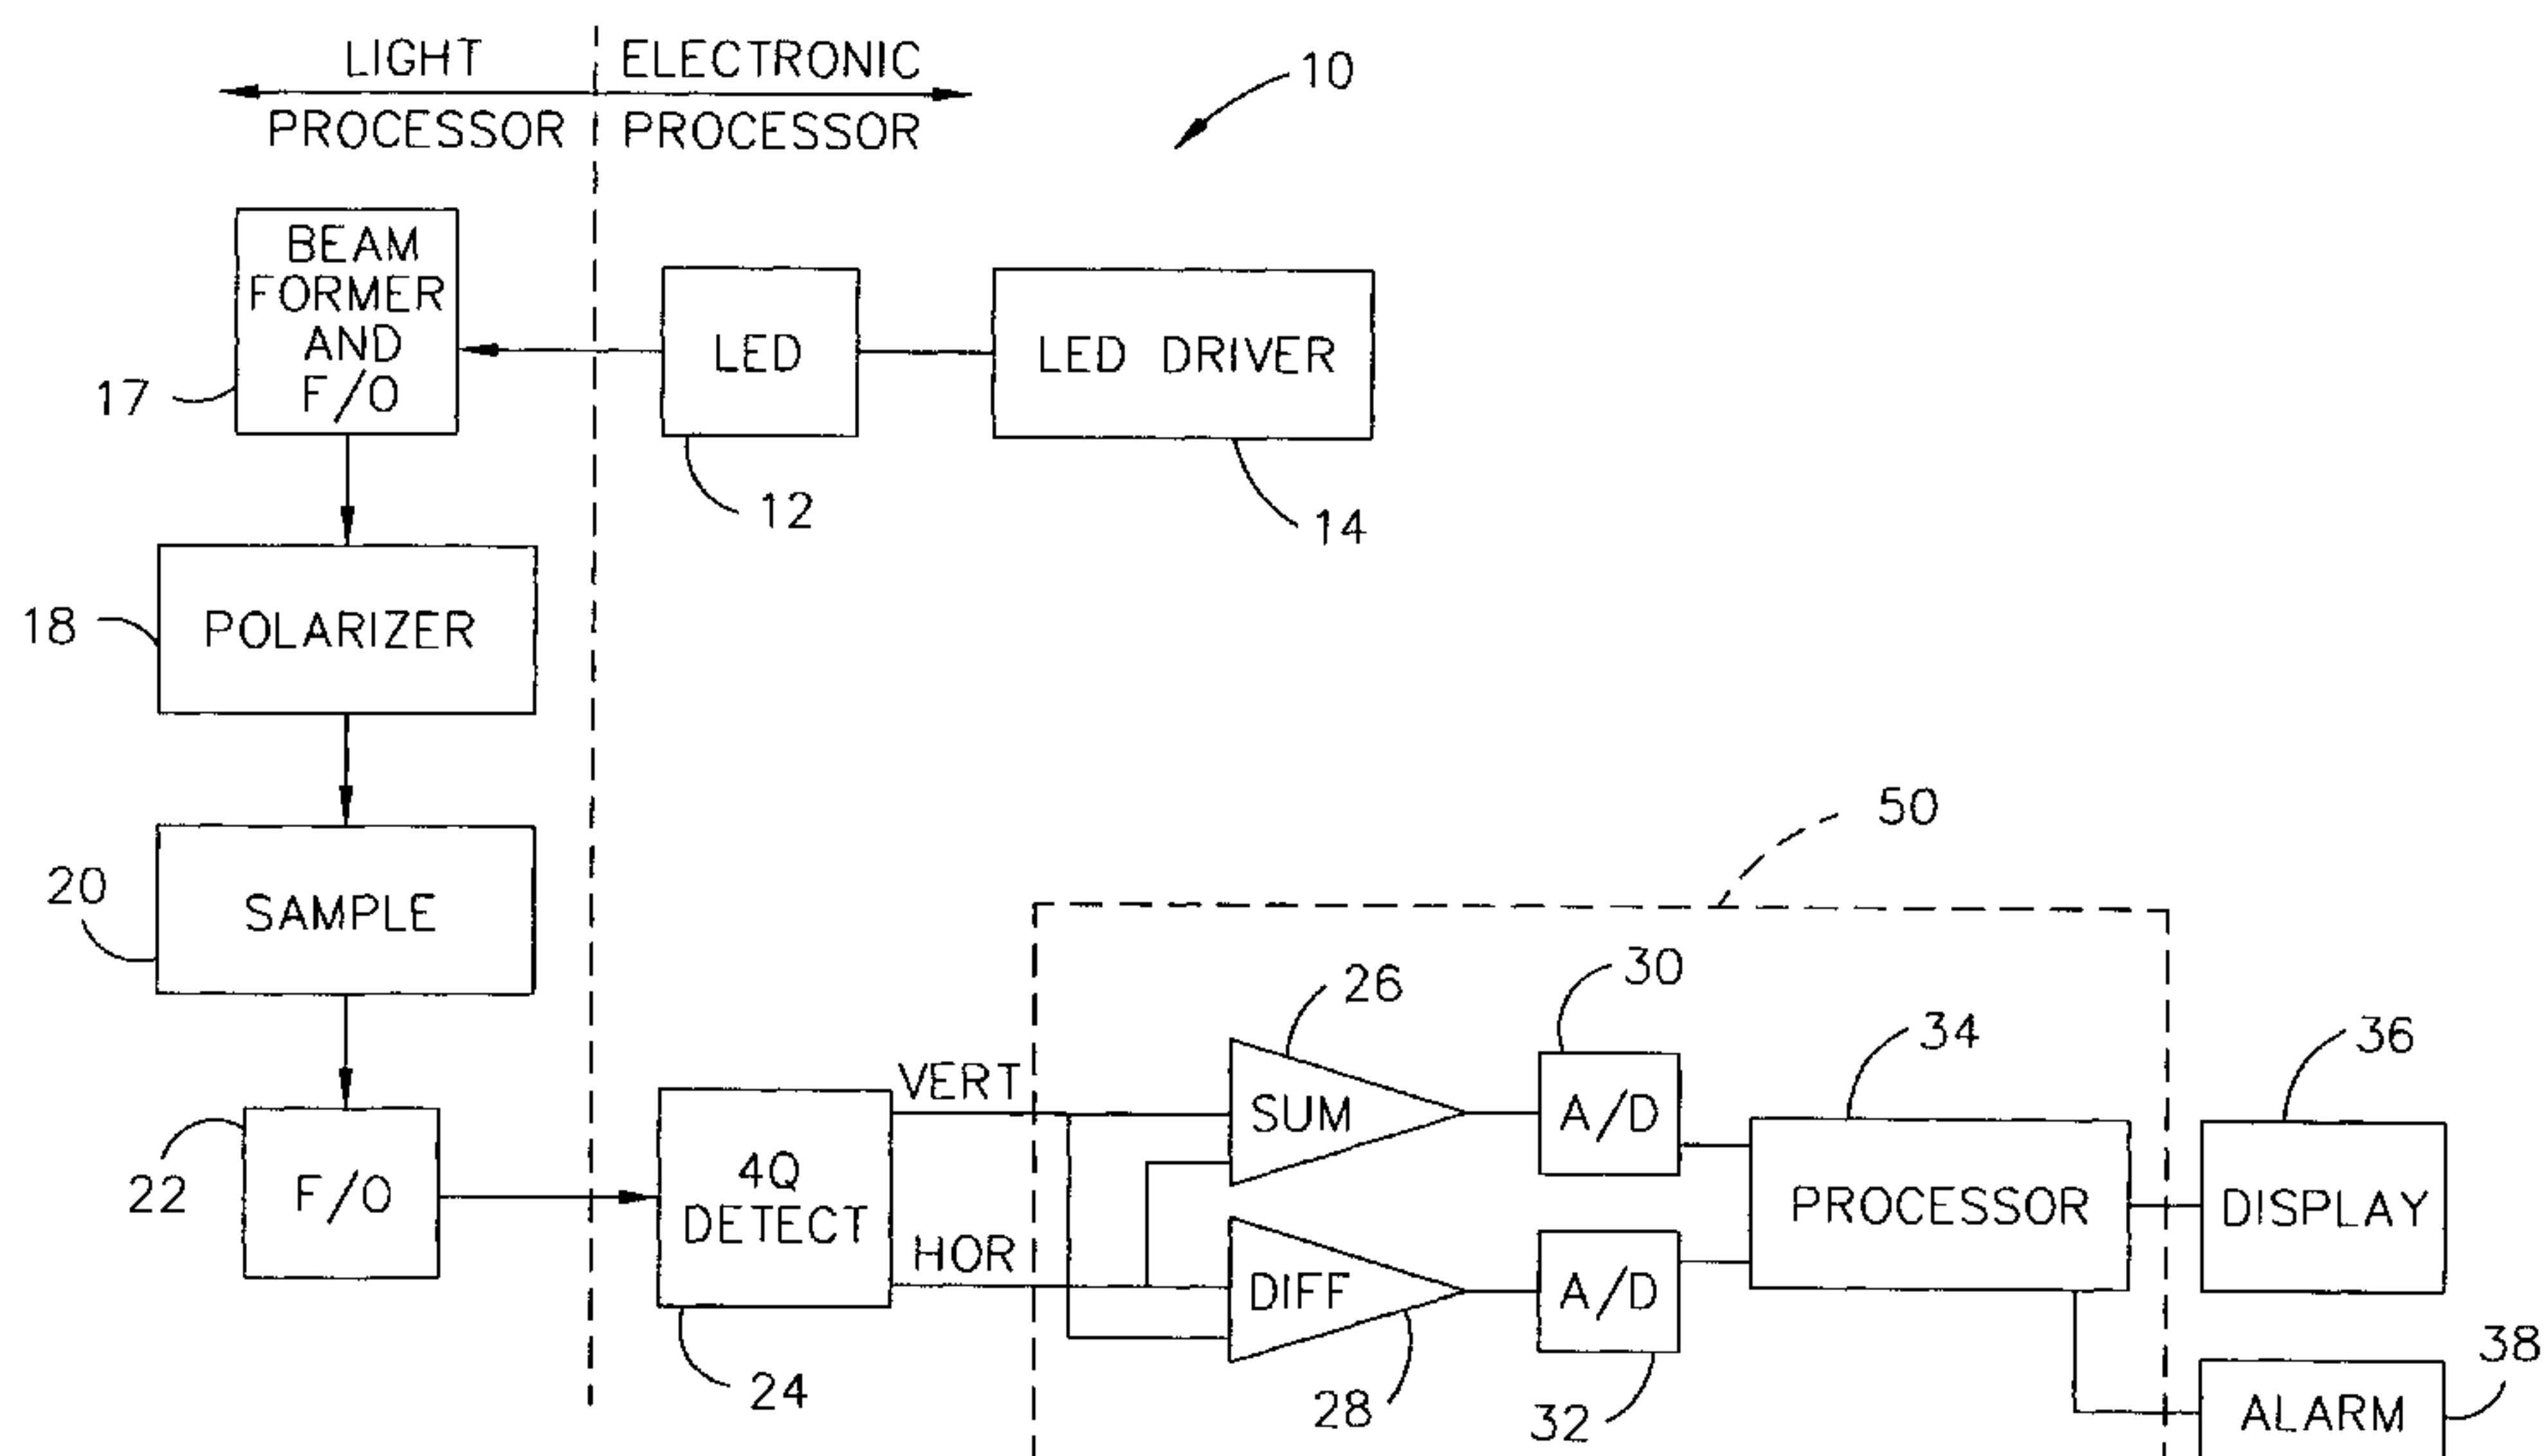 LIGHT
PROCESSOR
ELECTRONIC
PROCESSOR
10
BEAM
FORMER
AND
F/O
17
LED
12
LED DRIVER
14
POLARIZER
18
SAMPLE
20
F/O
22
4Q
DETECT
24
VERT
HOR
50
SUM
26
DIFF
28
A/D
30
A/D
32
PROCESSOR
34
DISPLAY
36
ALARM
38